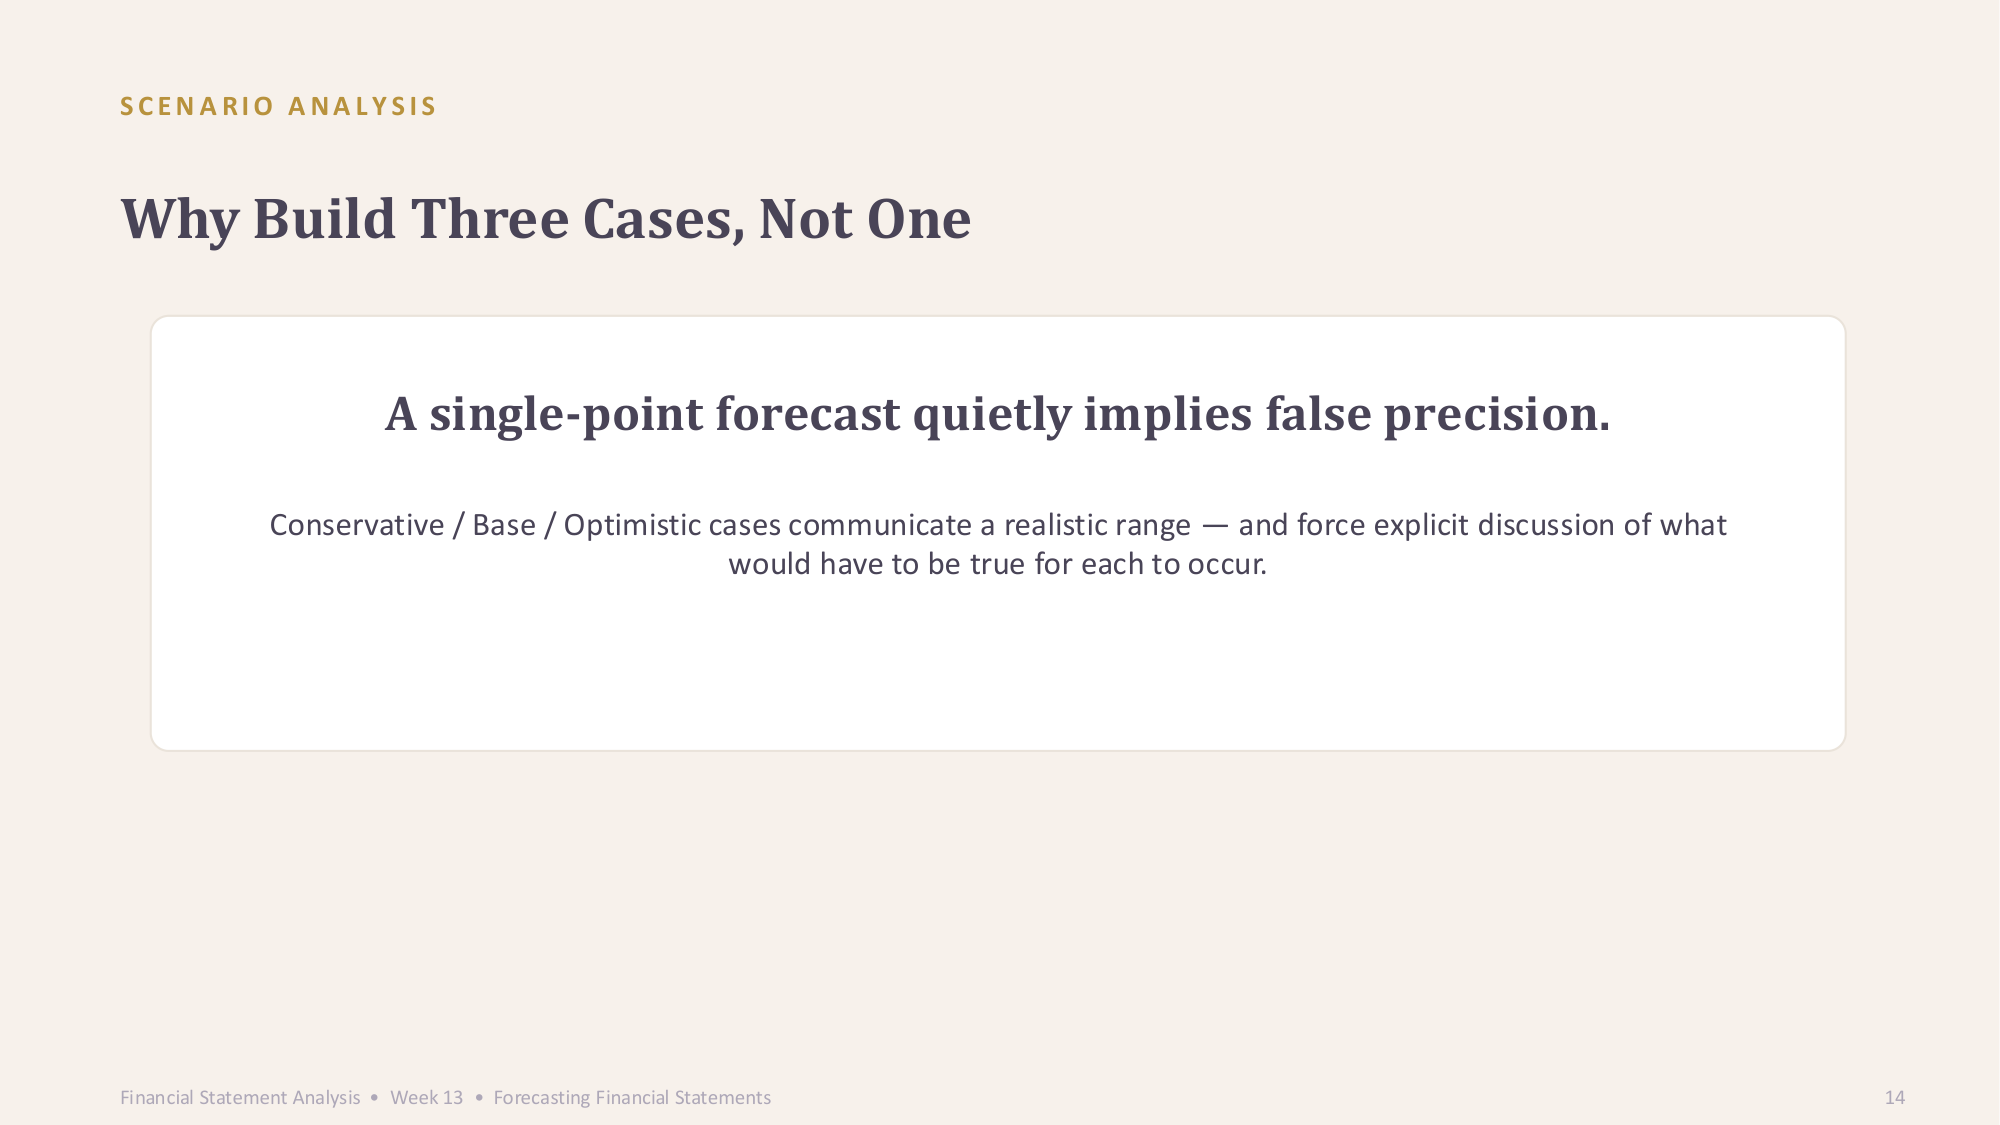 SCENARIO ANALYSIS
Why Build Three Cases, Not One
A single-point forecast quietly implies false precision.
Conservative / Base / Optimistic cases communicate a realistic range — and force explicit discussion of what
would have to be true for each to occur.
Financial Statement Analysis • Week 13 • Forecasting Financial Statements
14